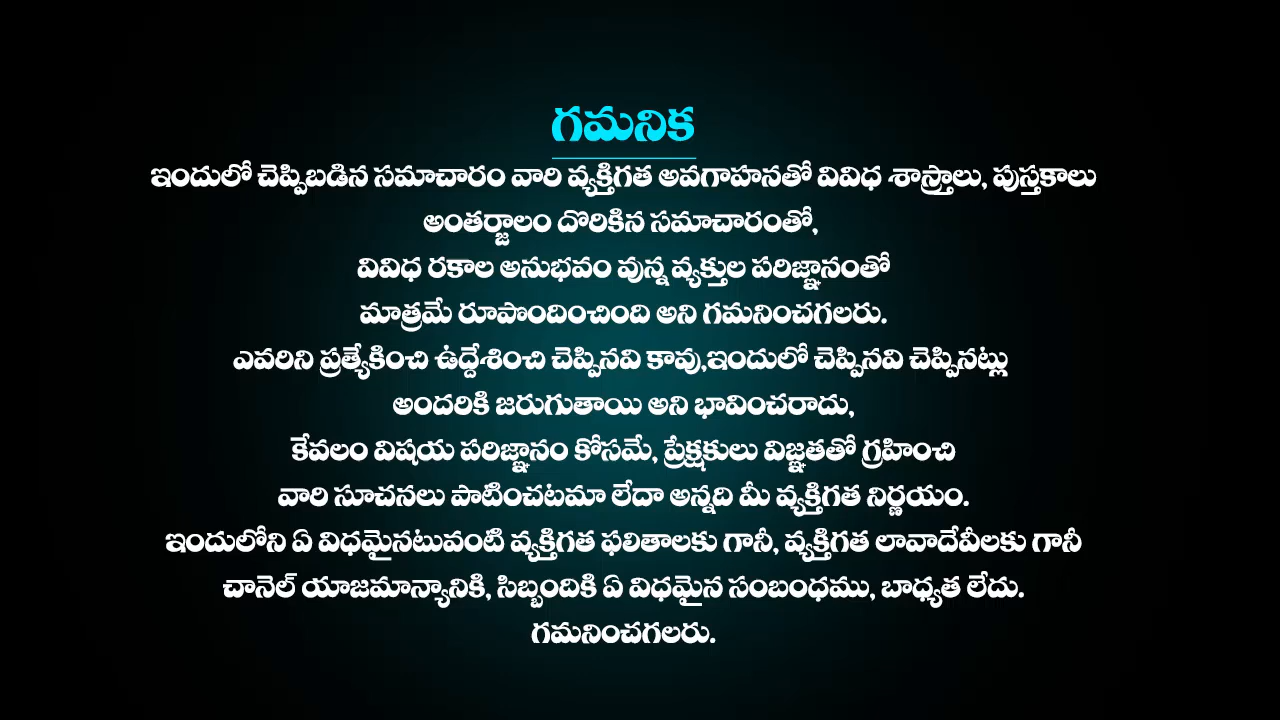 గమనిక
ఇందులో చెప్పిబడిన సమాచారం వారి వ్యక్తిగత అవగాహనతో వివిధ శాస్త్రాలు, పుస్తకాలు
అంతర్జాలం దొరికిన సమాచారంతో,
వివిధ రకాల అనుభవం వున్న వ్యక్తుల పరిజ్ఞానంతో
మాత్రమే రూపొందించింది అని గమనించగలరు.
ఎవరిని ప్రత్యేకించి ఉద్దేశించి చెప్పినవి కావు,ఇందులో చెప్పినవి చెప్పినట్లు
అందరికి జరుగుతాయి అని భావించరాదు,
కేవలం విషయ పరిజ్ఞానం కోసమే, ప్రేక్షకులు విజ్ఞతతో గ్రహించి
వారి సూచనలు పాటించటమా లేదా అన్నది మీ వ్యక్తిగత నిర్ణయం.
ఇందులోని ఏ విధమైనటువంటి వ్యక్తిగత ఫలితాలకు గానీ, వ్యక్తిగత లావాదేవీలకు గానీ
చానెల్ యాజమాన్యానికి, సిబ్బందికి ఏ విధమైన సంబంధము, బాధ్యత లేదు.
గమనించగలరు.